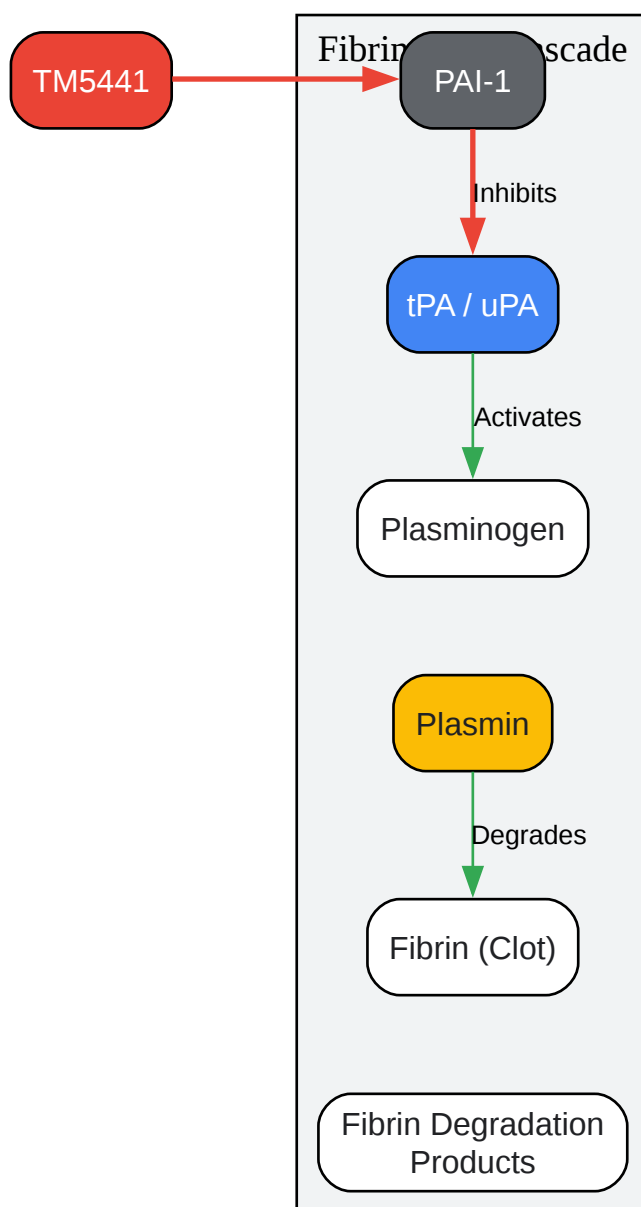 TM5441
PAI-1
Inhibits
tPA / uPA
Activates
Plasminogen
Plasmin
Degrades
Fibrin (Clot)
Fibrin Degradation
Products